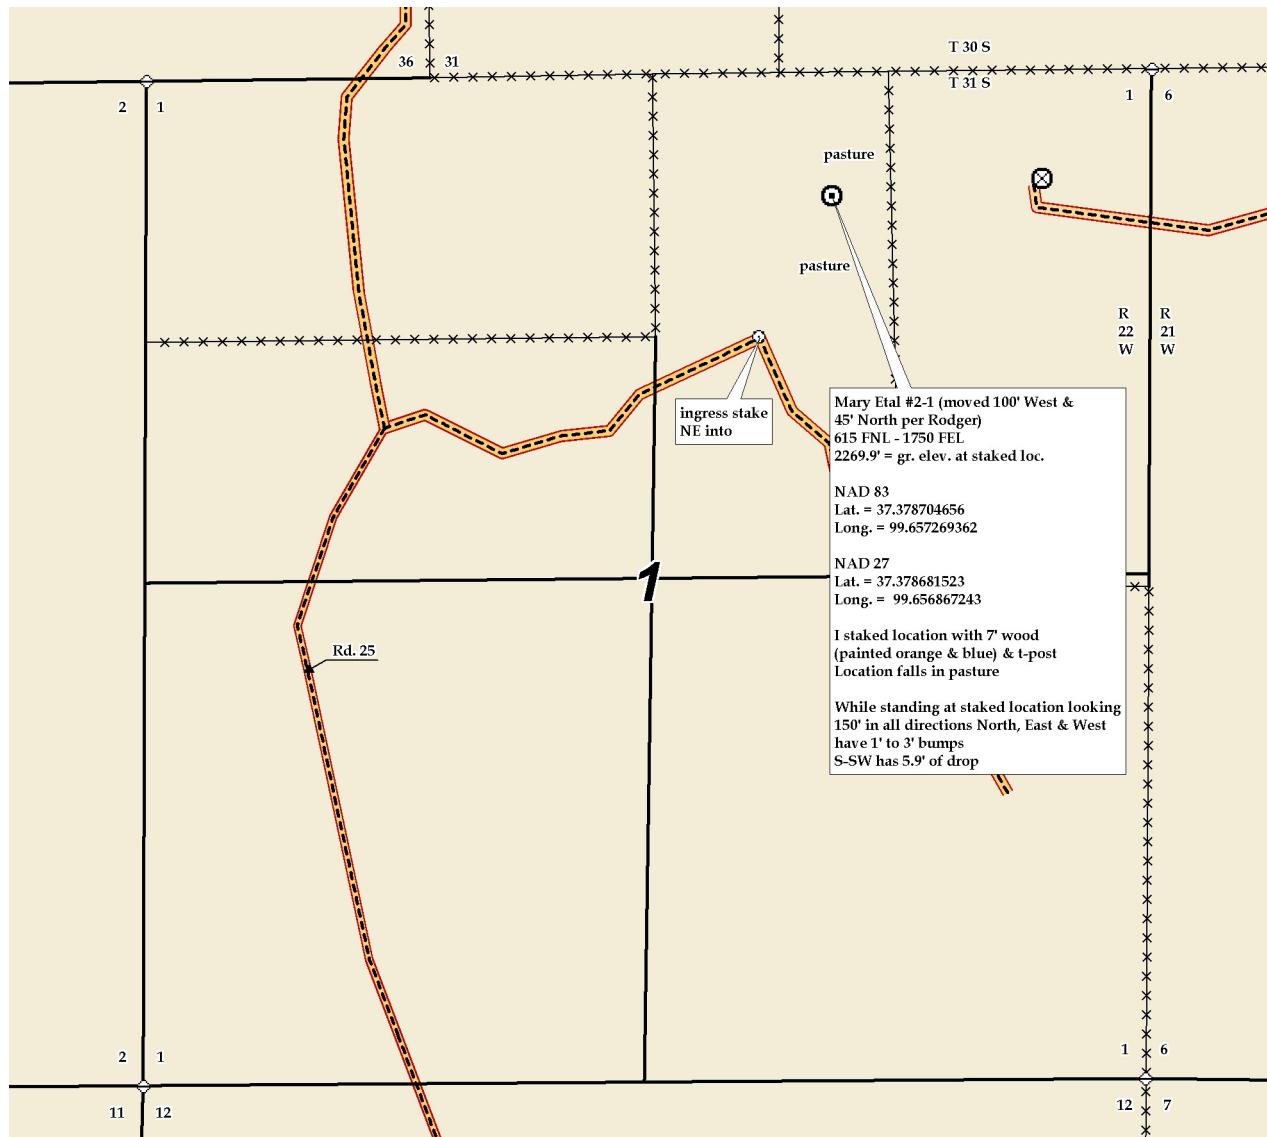 T 30 S
36 31
T 31 S
2 1
1 6
pasture
pasture
R R
22 21
W W
ingress stake
NE into
Mary Etal #2-1 (moved 100' West &
45' North per Rodger)
615 FNL - 1750 FEL
2269.9' = gr. elev. at staked loc.
NAD 83
Lat. = 37.378704656
Long. = 99.657269362
NAD 27
Lat. = 37.378681523
Long. =  99.656867243
I staked location with 7' wood
(painted orange & blue) & t-post
Location falls in pasture
While standing at staked location looking
150' in all directions North, East & West
have 1' to 3' bumps
S-SW has 5.9' of drop
1
Rd. 25
2 1
1 6
11 12
12 7